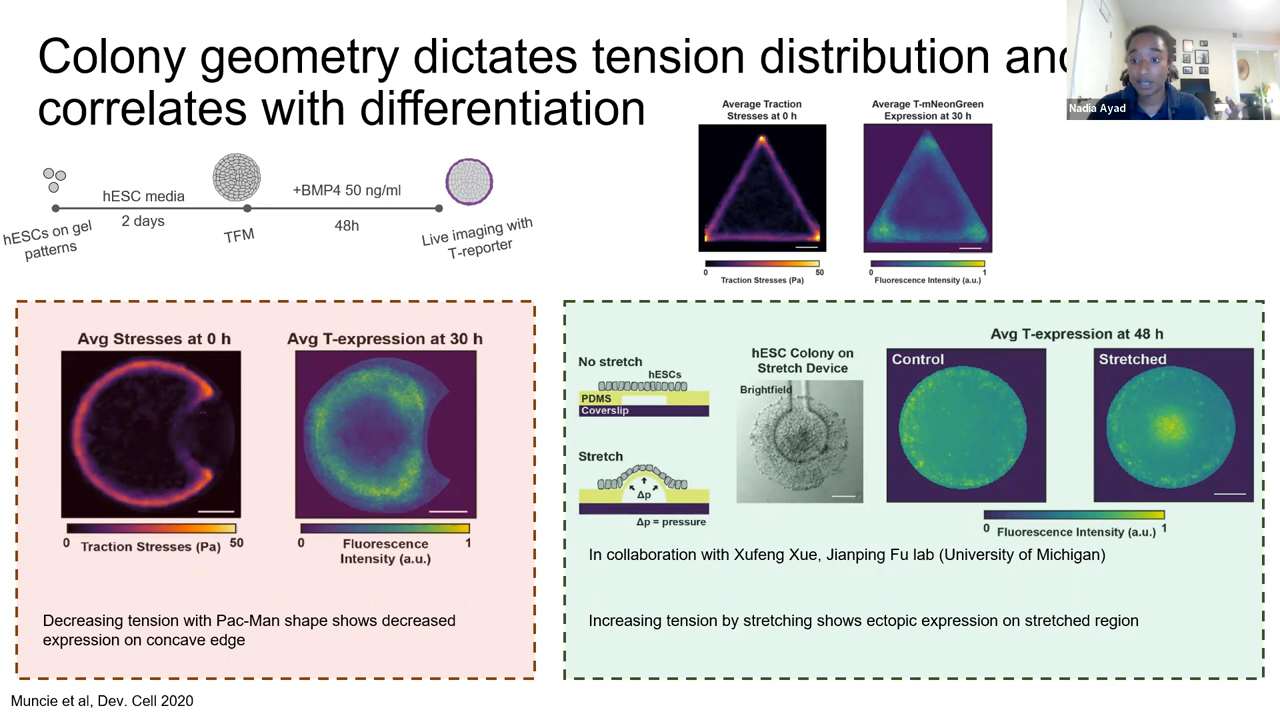 Colony geometry dictates tension distribution and
correlates with differentiation
Nadia Ayad
hESC media
2 days
+BMP4 50 ng/ml
48h
hESCs on gel
patterns
TFM
Live imaging with
T-reporter
Average Traction
Stresses at 0 h
0
50
Traction Stresses (Pa)
Average T-mNeonGreen
Expression at 30 h
0
1
Fluorescence Intensity (a.u.)
Avg Stresses at 0 h
0
Traction Stresses (Pa)
50
Avg T-expression at 30 h
0
Fluorescence
Intensity (a.u.)
1
Decreasing tension with Pac-Man shape shows decreased
expression on concave edge
No stretch
hESCs
PDMS
Coverslip
Stretch
Δp
Δp = pressure
hESC Colony on
Stretch Device
Brightfield
Avg T-expression at 48 h
Control
Stretched
0
Fluorescence Intensity (a.u.)
1
In collaboration with Xufeng Xue, Jianping Fu lab (University of Michigan)
Increasing tension by stretching shows ectopic expression on stretched region
Muncie et al, Dev. Cell 2020